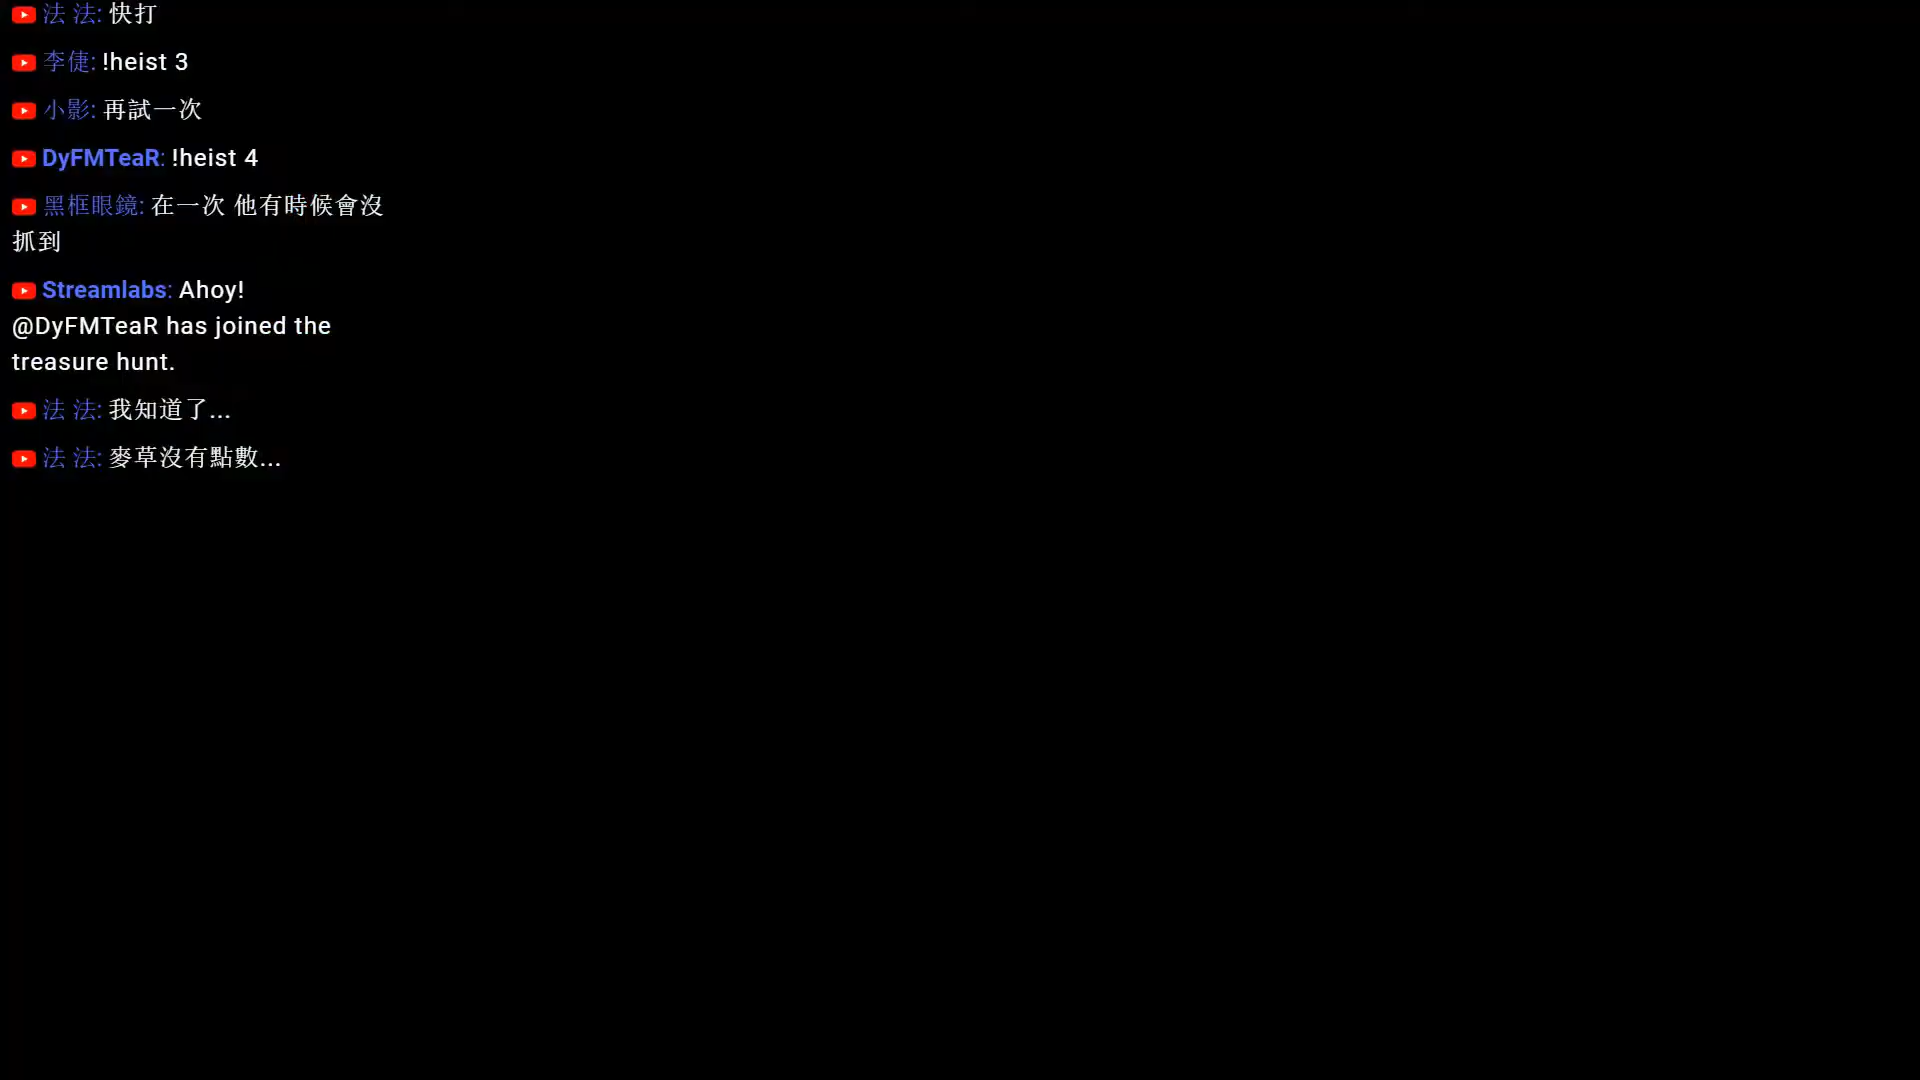 法 法: 快打
李倢: !heist 3
小影: 再試一次
DyFMTeaR: !heist 4
黑框眼鏡: 在一次 他有時候會沒
抓到
Streamlabs: Ahoy!
@DyFMTeaR has joined the
treasure hunt.
法 法: 我知道了...
法 法: 麥草沒有點數...